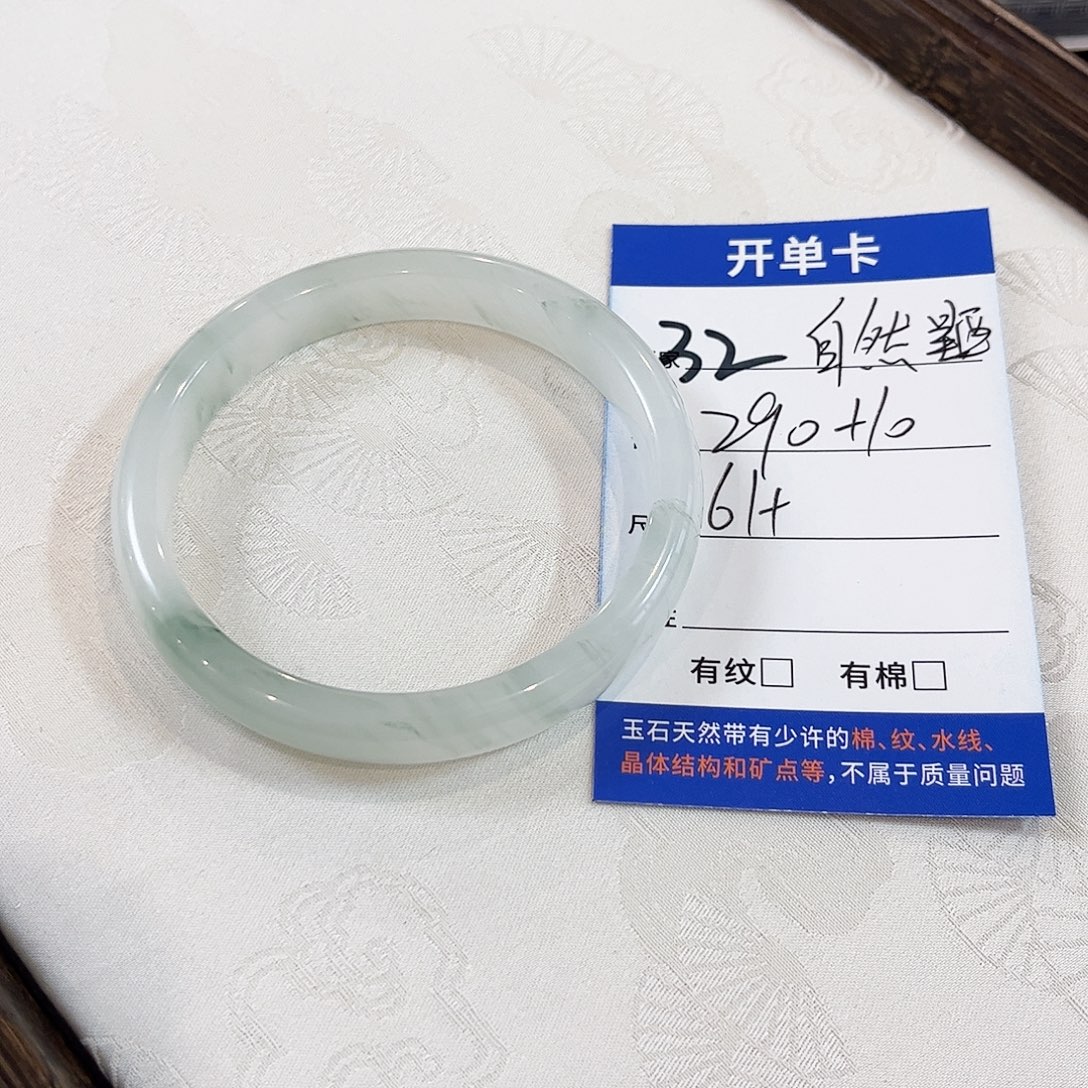 开单卡
家 32 自然
290+10
尺 61+
有纹□ 有棉□
玉石天然带有少许的棉、纹、水线、
晶体结构和矿点等，不属于质量问题